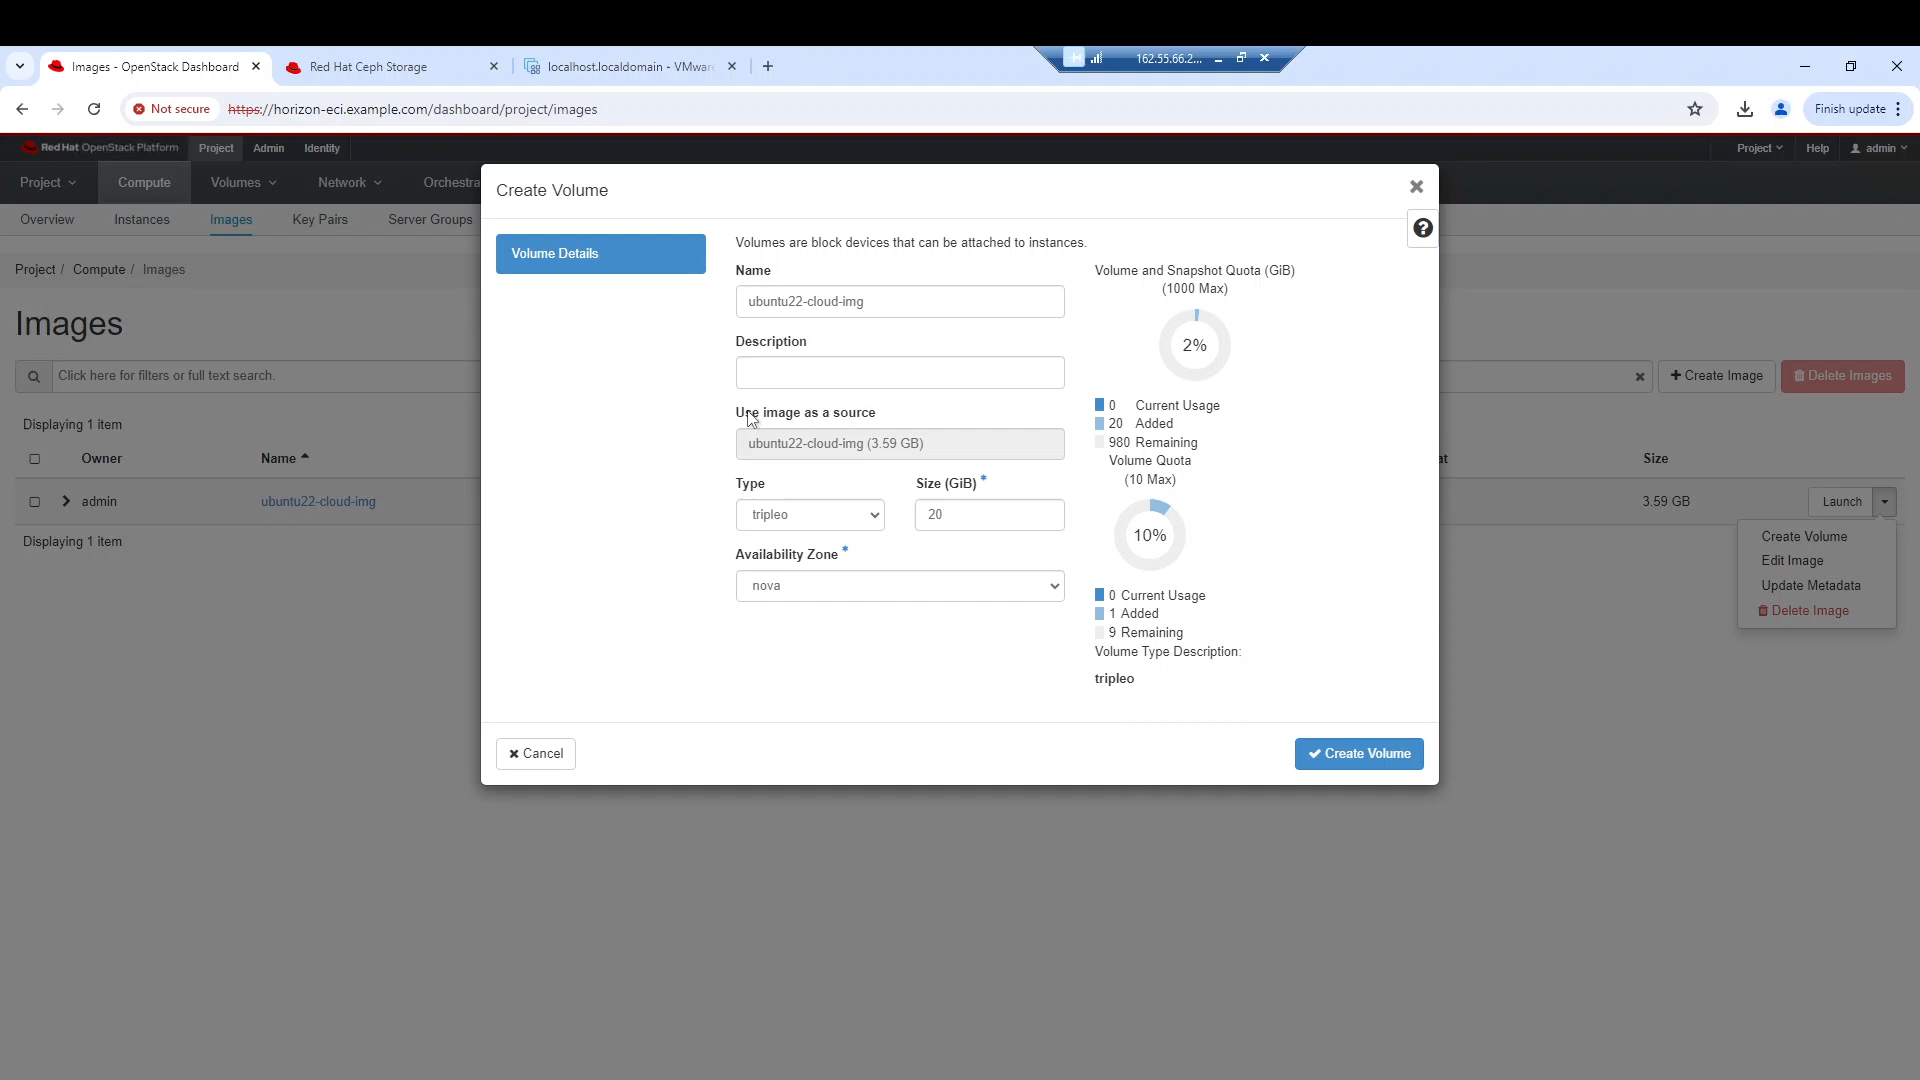 Images - OpenStack Dashboard
Red Hat Ceph Storage
localhost.localdomain - VMwar
162.55.66.2...
Not secure
https://horizon-eci.example.com/dashboard/project/images
Finish update
Red Hat OpenStack Platform
Project
Admin
Identity
Project
Help
admin
Project
Compute
Volumes
Network
Orchestra
Overview
Instances
Images
Key Pairs
Server Groups
Project / Compute / Images
Images
Click here for filters or full text search.
+ Create Image
Delete Images
Displaying 1 item
Owner
Name
at
Size
admin
ubuntu22-cloud-img
3.59 GB
Launch
Displaying 1 item
Create Volume
Edit Image
Update Metadata
Delete Image
Create Volume
Volume Details
Volumes are block devices that can be attached to instances.
Name
ubuntu22-cloud-img
Description
Use image as a source
ubuntu22-cloud-img (3.59 GB)
Type
Size (GiB) *
tripleo
20
Availability Zone *
nova
Volume and Snapshot Quota (GiB)
(1000 Max)
2%
0 Current Usage
20 Added
980 Remaining
Volume Quota
(10 Max)
10%
0 Current Usage
1 Added
9 Remaining
Volume Type Description:
tripleo
Cancel
Create Volume